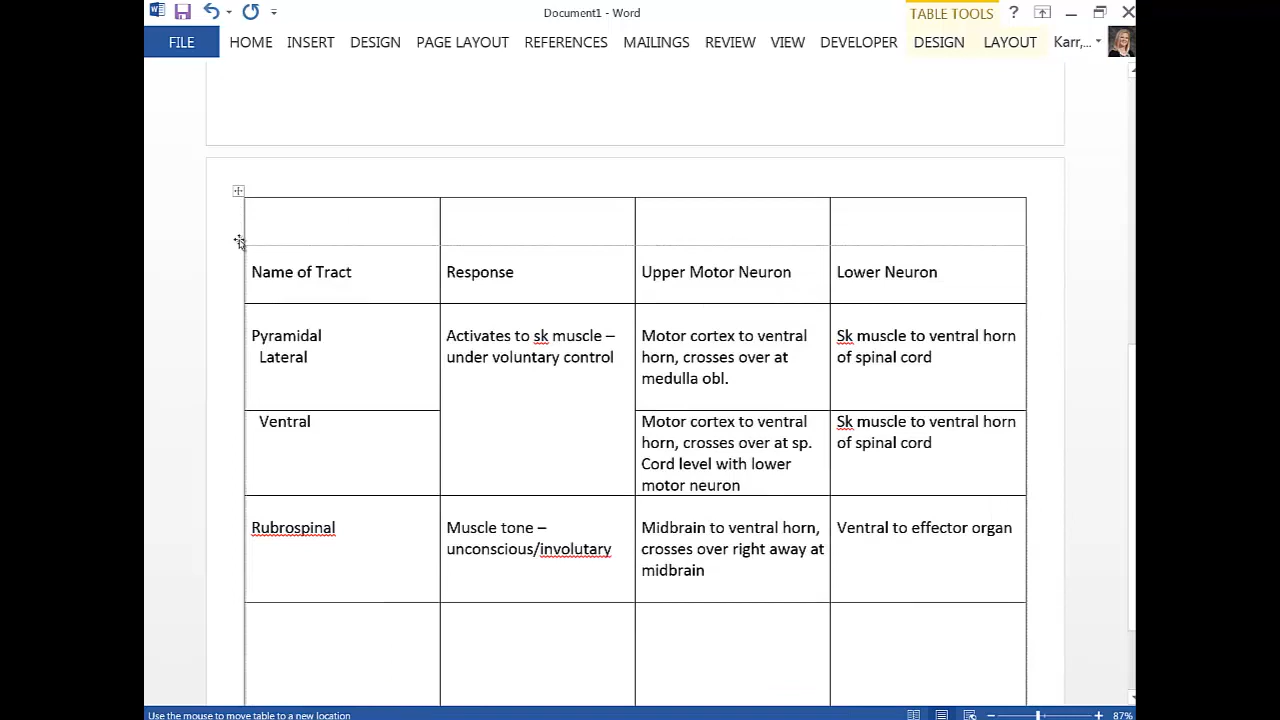 Document1 - Word
TABLE TOOLS
?
FILE
HOME
INSERT
DESIGN
PAGE LAYOUT
REFERENCES
MAILINGS
REVIEW
VIEW
DEVELOPER
DESIGN
LAYOUT
Karr,...
Name of Tract
Response
Upper Motor Neuron
Lower Neuron
Pyramidal
Lateral
Activates to sk muscle –
under voluntary control
Motor cortex to ventral
horn, crosses over at
medulla obl.
Sk muscle to ventral horn
of spinal cord
Ventral
Motor cortex to ventral
horn, crosses over at sp.
Cord level with lower
motor neuron
Sk muscle to ventral horn
of spinal cord
Rubrospinal
Muscle tone –
unconscious/involutary
Midbrain to ventral horn,
crosses over right away at
midbrain
Ventral to effector organ
Use the mouse to move table to a new location
87%